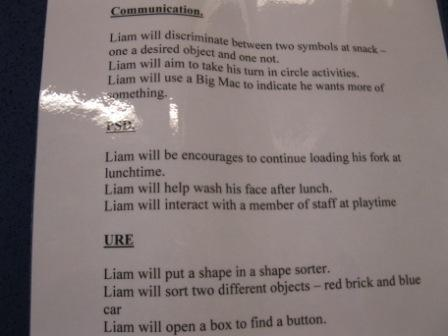 Communication.
Liam will discriminate between two symbols at snack –
one a desired object and one not.
Liam will aim to take his turn in circle activities.
Liam will use a Big Mac to indicate he wants more of
something.
PSD.
Liam will be encourages to continue loading his fork at
lunchtime.
Liam will help wash his face after lunch.
Liam will interact with a member of staff at playtime
URE
Liam will put a shape in a shape sorter.
Liam will sort two different objects – red brick and blue
car
Liam will open a box to find a button.